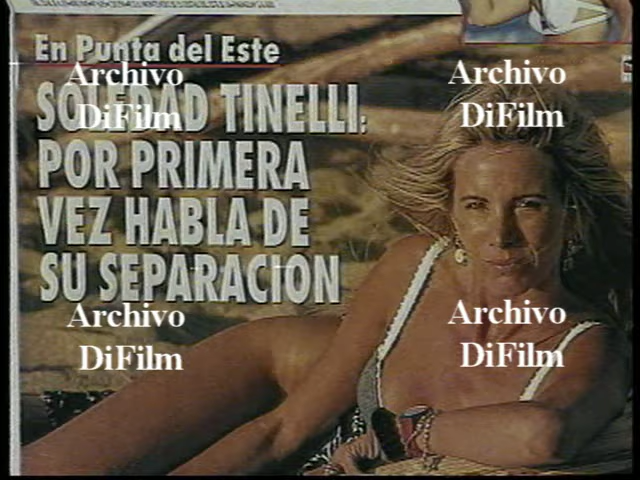 En Punta del Este
SOLEDAD TINELLI:
POR PRIMERA
VEZ HABLA DE
SU SEPARACION
Archivo
DiFilm
Archivo
DiFilm
Archivo
DiFilm
Archivo
DiFilm